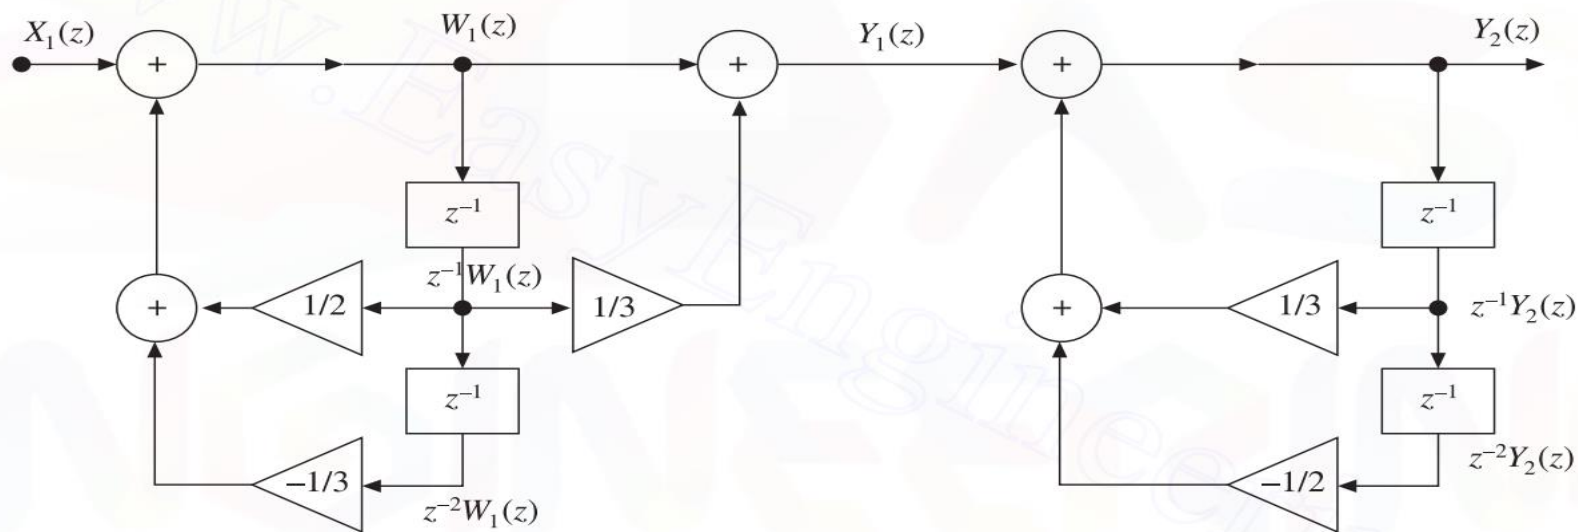 X₁(z) W₁(z) Y₁(z) Y₂(z)
+ + +
z⁻¹ z⁻¹
z⁻¹W₁(z)
+ 1/2 1/3 + 1/3 z⁻¹Y₂(z)
z⁻¹ z⁻¹
−1/3 z⁻²W₁(z) −1/2 z⁻²Y₂(z)